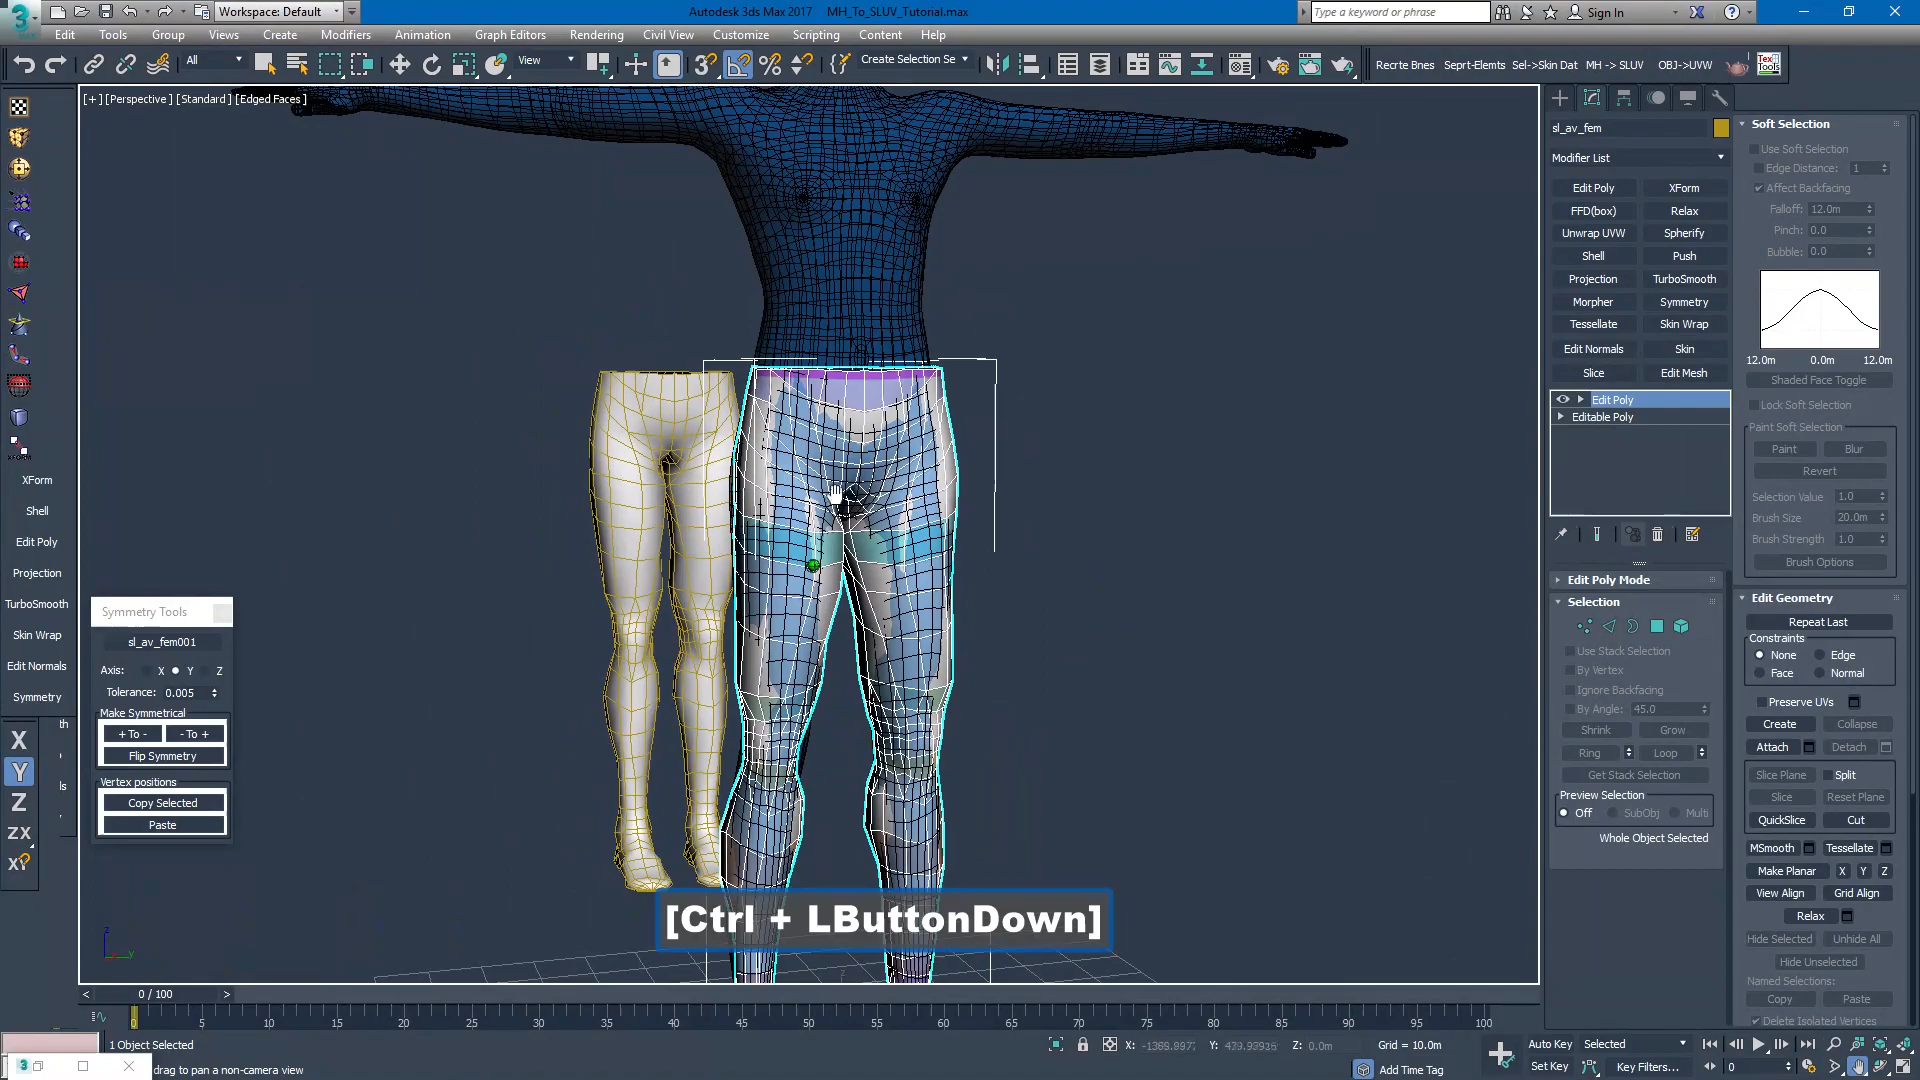 Workspace: Default
Autodesk 3ds Max 2017 MH_To_SLUV_Tutorial.max
Type a keyword or phrase
Sign In
Edit Tools Group Views Create Modifiers Animation Graph Editors Rendering Civil View Customize Scripting Content Help
All
View
Create Selection Se
Recrte Bnes Seprt-Elemts Sel->Skin Dat MH -> SLUV OBJ->UVW
[+] [Perspective] [Standard] [Edged Faces]
sl_av_fem
Modifier List
Edit Poly XForm
FFD(box) Relax
Unwrap UVW Spherify
Shell Push
Projection TurboSmooth
Morpher Symmetry
Tessellate Skin Wrap
Edit Normals Skin
Slice Edit Mesh
Edit Poly
Editable Poly
Edit Poly Mode
Selection
Use Stack Selection
By Vertex
Ignore Backfacing
By Angle: 45.0
Shrink Grow
Ring Loop
Get Stack Selection
Preview Selection
Off SubObj Multi
Whole Object Selected
Soft Selection
Use Soft Selection
Edge Distance: 1
Affect Backfacing
Falloff: 12.0m
Pinch: 0.0
Bubble: 0.0
12.0m 0.0m 12.0m
Shaded Face Toggle
Lock Soft Selection
Paint Soft Selection
Paint Blur
Revert
Selection Value 1.0
Brush Size 20.0m
Brush Strength 1.0
Brush Options
Edit Geometry
Repeat Last
Constraints
None Edge
Face Normal
Preserve UVs
Create Collapse
Attach Detach
Slice Plane Split
Slice Reset Plane
QuickSlice Cut
MSmooth Tessellate
Make Planar X Y Z
View Align Grid Align
Relax
Hide Selected Unhide All
Hide Unselected
Named Selections:
Copy Paste
Delete Isolated Vertices
XForm
Shell
Edit Poly
Projection
TurboSmooth
Skin Wrap
Edit Normals
Symmetry
X
Y
Z
ZX
XY
Symmetry Tools
sl_av_fem001
Axis: X Y Z
Tolerance: 0.005
Make Symmetrical
+ To - - To +
Flip Symmetry
Vertex positions
Copy Selected
Paste
[Ctrl + LButtonDown]
0 / 100
5 10 15 20 25 30 35 40 45 50 55 60 65 70 75 80 85 90 95 100
1 Object Selected
X: Y: Z: 0.0m
Grid = 10.0m
Auto Key Selected
drag to pan a non-camera view
Add Time Tag
Set Key Key Filters...
0